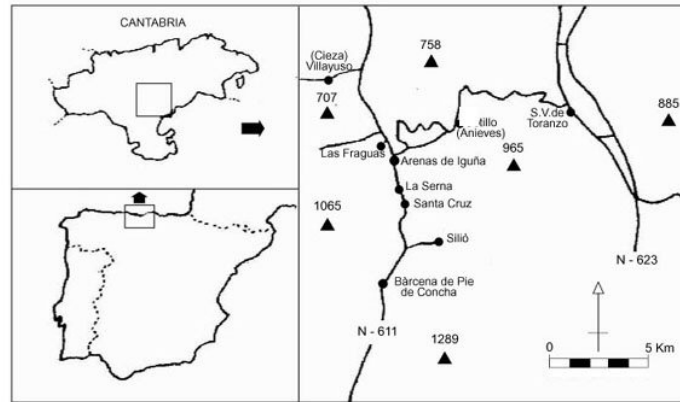 CANTABRIA
758
(Cieza)
Villayuso
707
885
S.V.de
Toranzo
tillo
(Anieves)
Las Fraguas
Arenas de Iguña
965
La Serna
Santa Cruz
1065
Silió
N - 623
Bàrcena de Pie
de Concha
N - 611
1289
0
5 Km